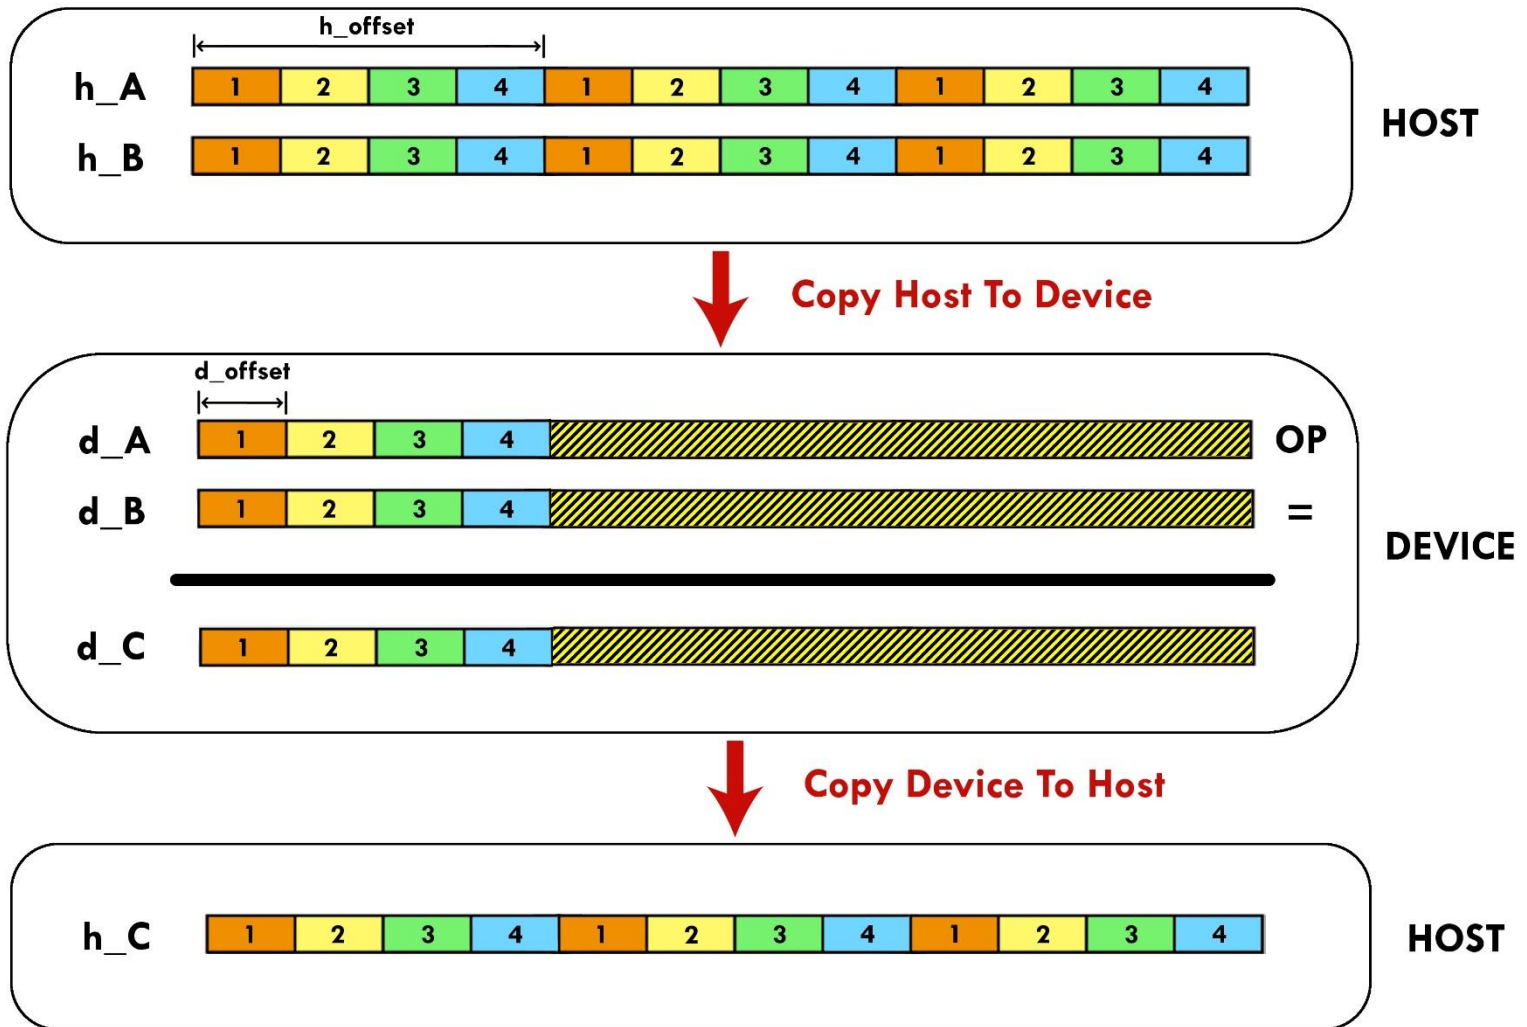 h_offset
h_A 1 2 3 4 1 2 3 4 1 2 3 4
HOST
h_B 1 2 3 4 1 2 3 4 1 2 3 4
Copy Host To Device
d_offset
d_A 1 2 3 4 OP
d_B 1 2 3 4 =
DEVICE
d_C 1 2 3 4
Copy Device To Host
h_C 1 2 3 4 1 2 3 4 1 2 3 4
HOST